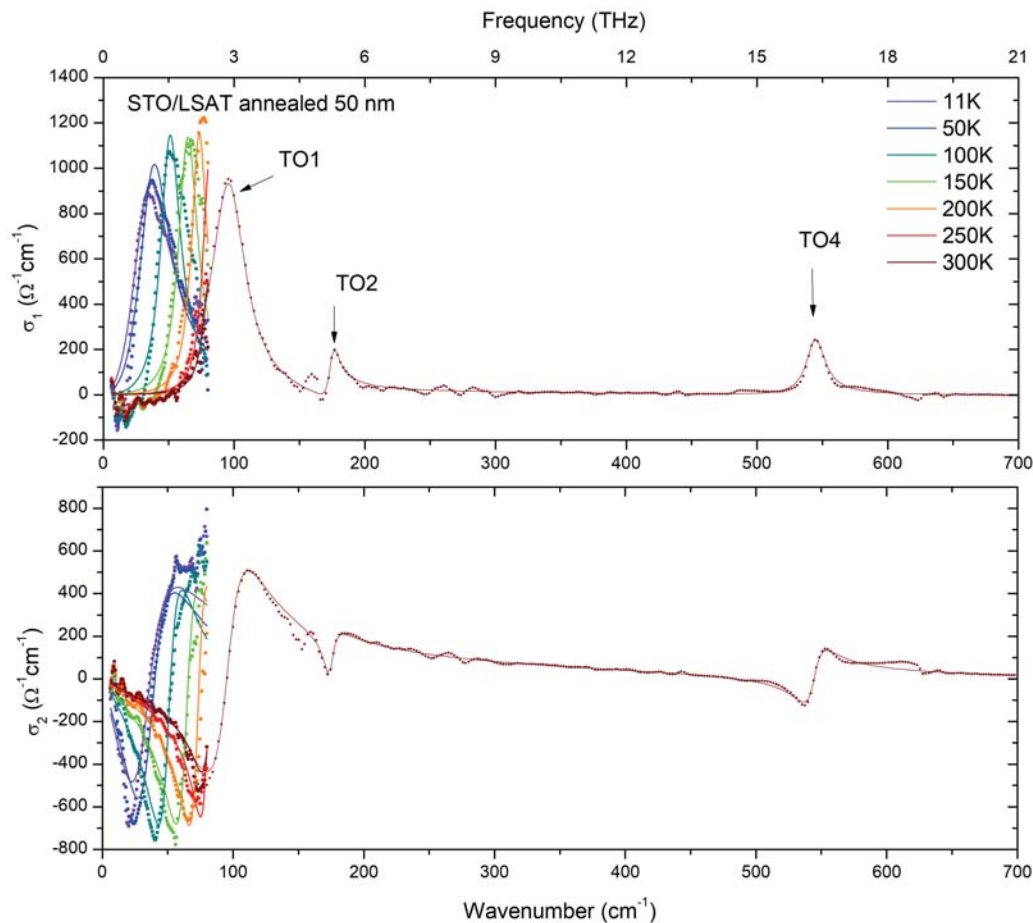 Frequency (THz)
0 3 6 9 12 15 18 21
1400
1200
1000
800
600
400
200
0
-200
σ₁ (Ω⁻¹cm⁻¹)
STO/LSAT annealed 50 nm
TO1
TO2
TO4
11K
50K
100K
150K
200K
250K
300K
0 100 200 300 400 500 600 700
800
600
400
200
0
-200
-400
-600
-800
σ₂ (Ω⁻¹cm⁻¹)
0 100 200 300 400 500 600 700
Wavenumber (cm⁻¹)